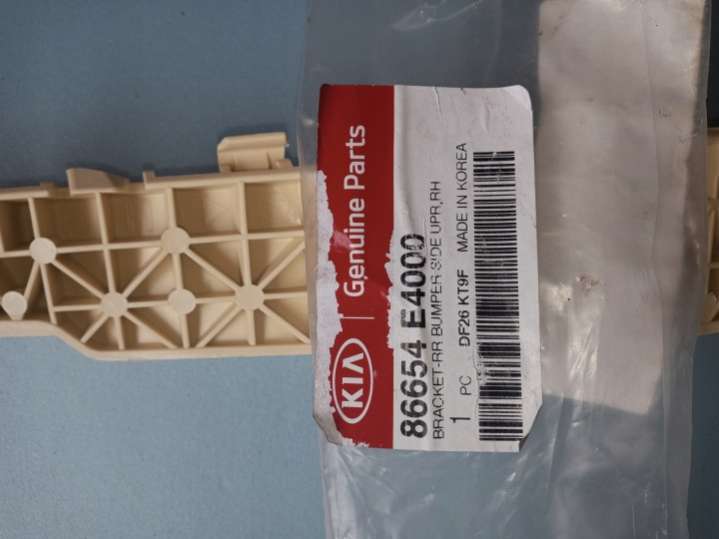 KIA | Genuine Parts
86654 E4000
BRACKET-RR BUMPER SIDE UPR,RH
1 PC DF26 KT9F MADE IN KOREA